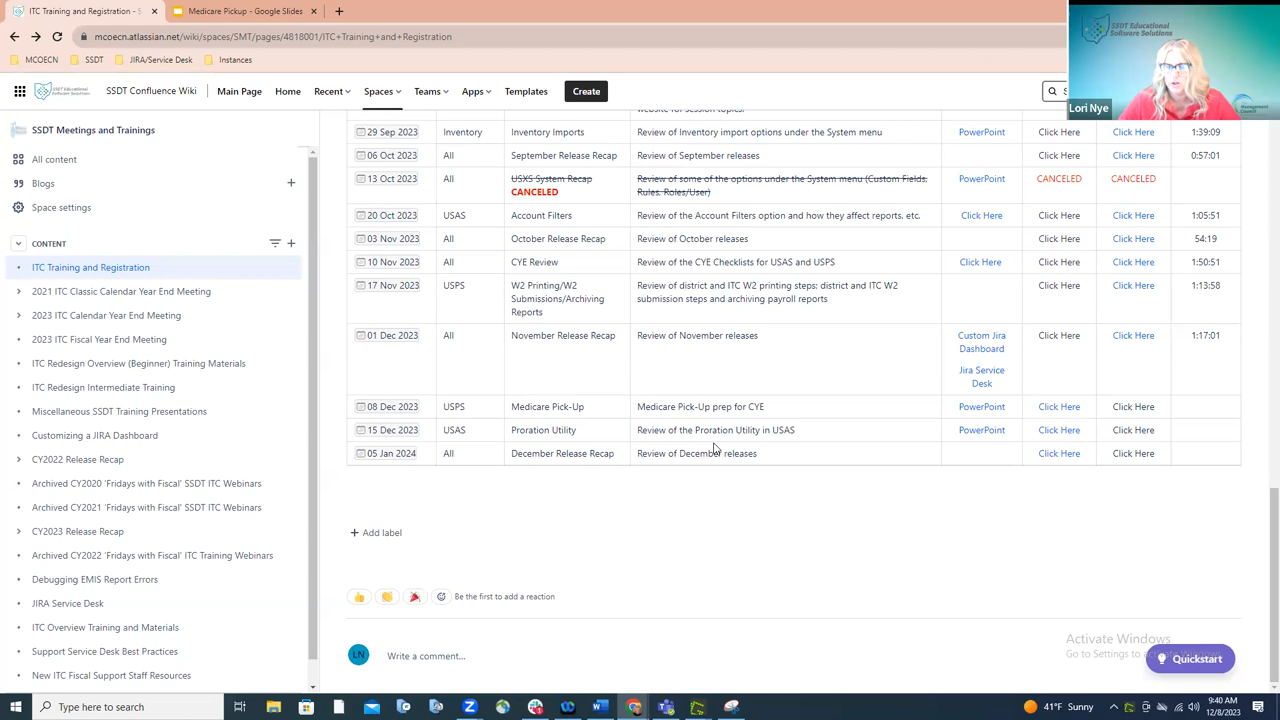 ITC Training and Registration - S
Medicare Pickup - Google Slides
mcoecn.atlassian.net/wiki/spaces/SMT/pages/4818001/ITC+Training+and+Registration
MCOECN SSDT JIRA/Service Desk Instances
SSDT Educational
Software Solutions
Lori Nye
SSDT Confluence Wiki Main Page Home Recent Spaces Teams Templates Create
SSDT Meetings and Trainings
All content
Blogs
Space settings
CONTENT
ITC Training and Registration
2021 ITC Classic Calendar Year End Meeting
2023 ITC Calendar Year End Meeting
2023 ITC Fiscal Year End Meeting
ITC Redesign Overview (Beginner) Training Materials
ITC Redesign Intermediate Training
Miscellaneous SSDT Training Presentations
Customizing a JIRA Dashboard
CY2022 Release Recap
Archived CY2020 'Fridays with Fiscal' SSDT ITC Webinars
Archived CY2021 'Fridays with Fiscal' SSDT ITC Webinars
CY2023 Release Recap
Archived CY2022 'Fridays with Fiscal' ITC Training Webinars
Debugging EMIS Report Errors
JIRA Service Desk
ITC Overview Training and Materials
Support Service Desk Best Practices
New ITC Fiscal Support Staff Resources
website for session topics.
29 Sep 2023 Inventory Inventory Imports Review of Inventory import options under the System menu PowerPoint Click Here Click Here 1:39:09
06 Oct 2023 All September Release Recap Review of September releases Click Here Click Here 0:57:01
13 Oct 2023 All USXS System Recap Review of some of the options under the System menu (Custom Fields, PowerPoint CANCELED CANCELED
CANCELED Rules, Roles/User)
20 Oct 2023 USAS Account Filters Review of the Account Filters option and how they affect reports, etc. Click Here Click Here Click Here 1:05:51
03 Nov 2023 All October Release Recap Review of October releases Click Here Click Here 54:19
10 Nov 2023 All CYE Review Review of the CYE Checklists for USAS and USPS Click Here Click Here Click Here 1:50:51
17 Nov 2023 USPS W2 Printing/W2 Review of district and ITC W2 printing steps; district and ITC W2 Click Here Click Here 1:13:58
Submissions/Archiving submission steps and archiving payroll reports
Reports
01 Dec 2023 All November Release Recap Review of November releases Custom Jira Click Here Click Here 1:17:01
Dashboard
Jira Service
Desk
08 Dec 2023 USPS Medicare Pick-Up Medicare Pick-Up prep for CYE PowerPoint Click Here Click Here
15 Dec 2023 USAS Proration Utility Review of the Proration Utility in USAS PowerPoint Click Here Click Here
05 Jan 2024 All December Release Recap Review of December releases Click Here Click Here
Add label
Be the first to add a reaction
LN Write a comment...
Activate Windows
Go to Settings to
Quickstart
Type here to search
41°F Sunny
9:40 AM
12/8/2023